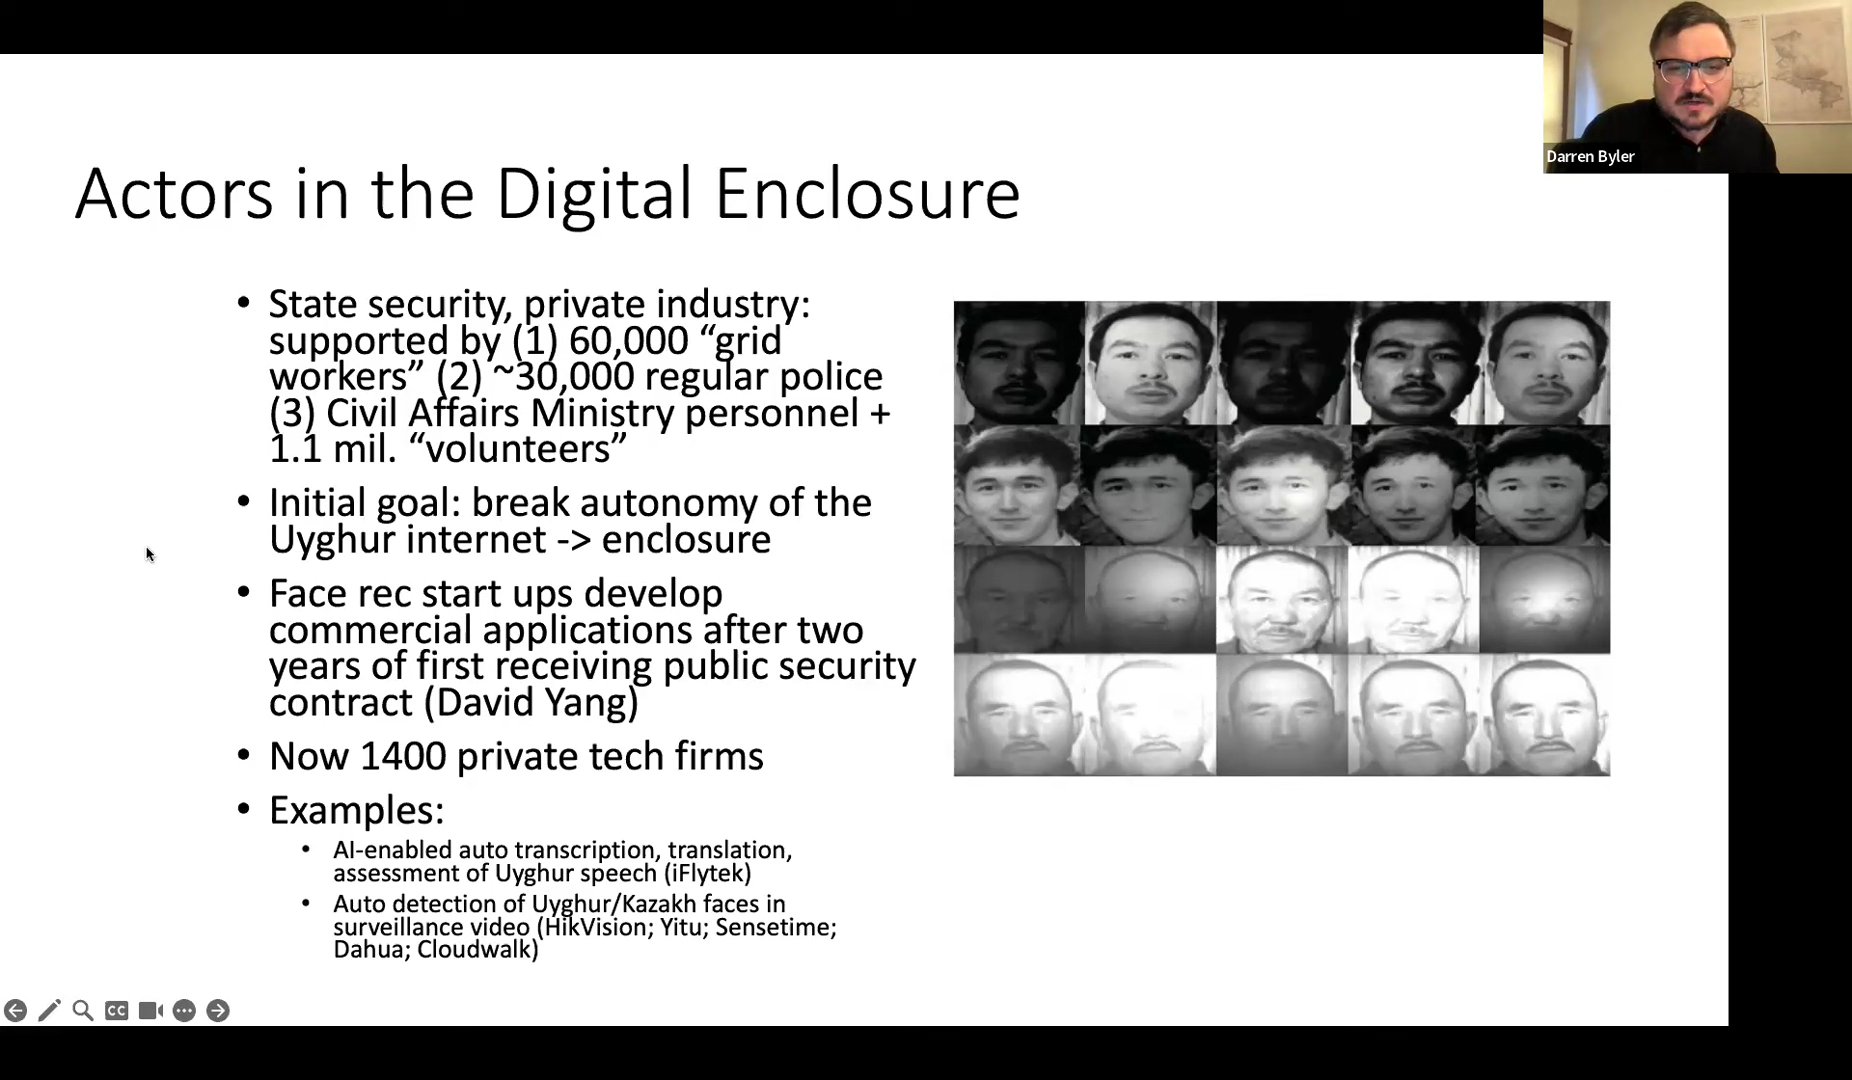 Darren Byler
Actors in the Digital Enclosure
• State security, private industry:
supported by (1) 60,000 “grid
workers” (2) ~30,000 regular police
(3) Civil Affairs Ministry personnel +
1.1 mil. “volunteers”
• Initial goal: break autonomy of the
Uyghur internet -> enclosure
• Face rec start ups develop
commercial applications after two
years of first receiving public security
contract (David Yang)
• Now 1400 private tech firms
• Examples:
• AI-enabled auto transcription, translation,
assessment of Uyghur speech (iFlytek)
• Auto detection of Uyghur/Kazakh faces in
surveillance video (HikVision; Yitu; Sensetime;
Dahua; Cloudwalk)
CC